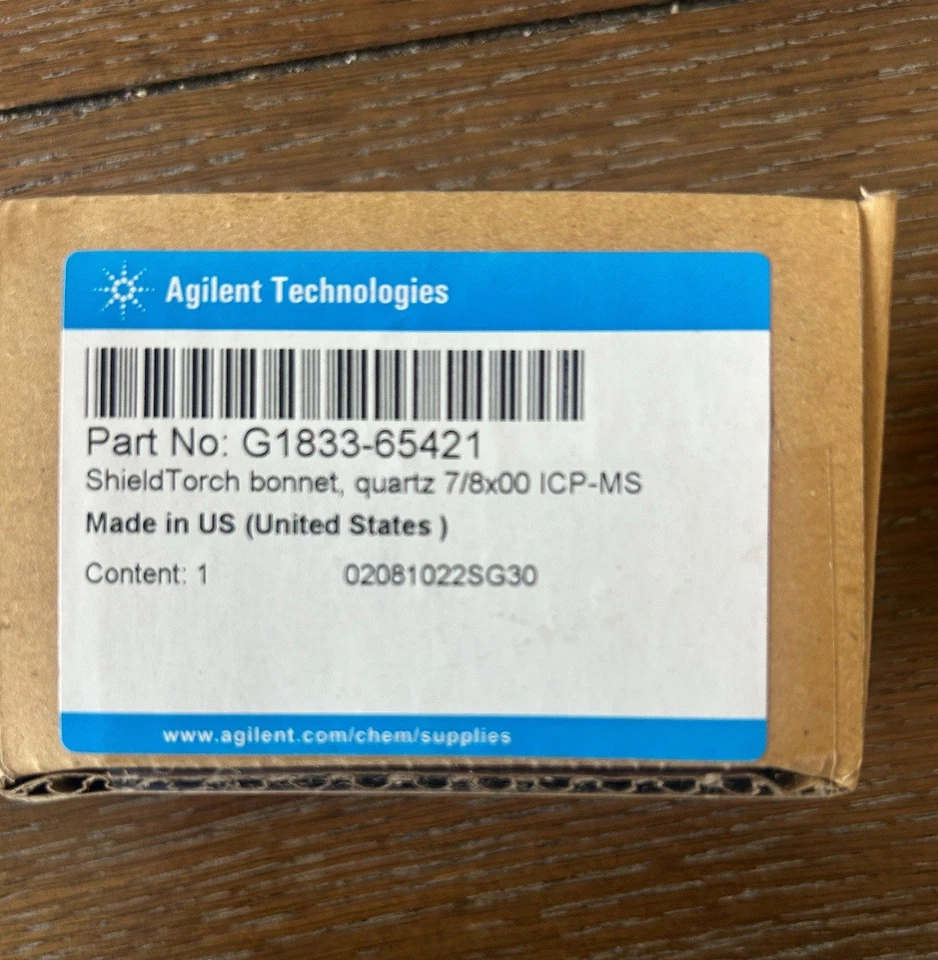 Agilent Technologies
Part No: G1833-65421
ShieldTorch bonnet, quartz 7/8x00 ICP-MS
Made in US (United States )
Content: 1 02081022SG30
www.agilent.com/chem/supplies